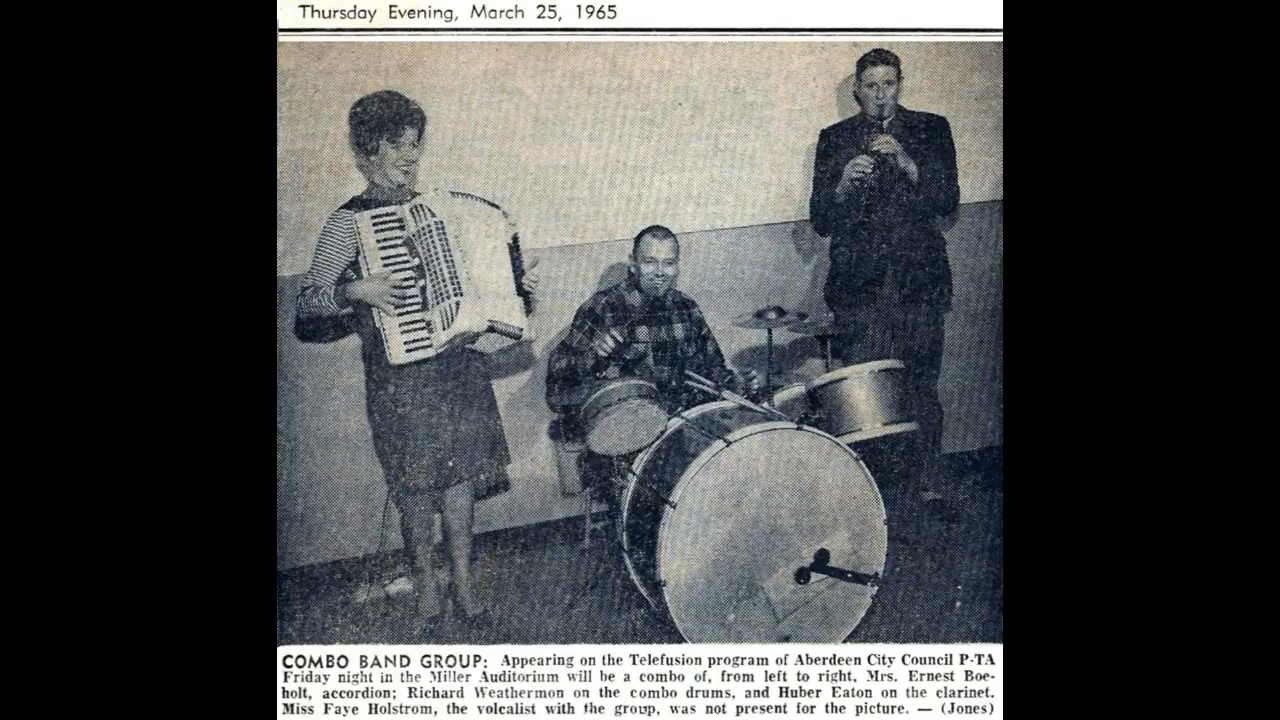 Thursday Evening, March 25, 1965
COMBO BAND GROUP: Appearing on the Telefusion program of Aberdeen City Council P-TA
Friday night in the Miller Auditorium will be a combo of, from left to right, Mrs. Ernest Boe-
holt, accordion; Richard Weathermon on the combo drums, and Huber Eaton on the clarinet.
Miss Faye Holstrom, the volcalist with the group, was not present for the picture. — (Jones)